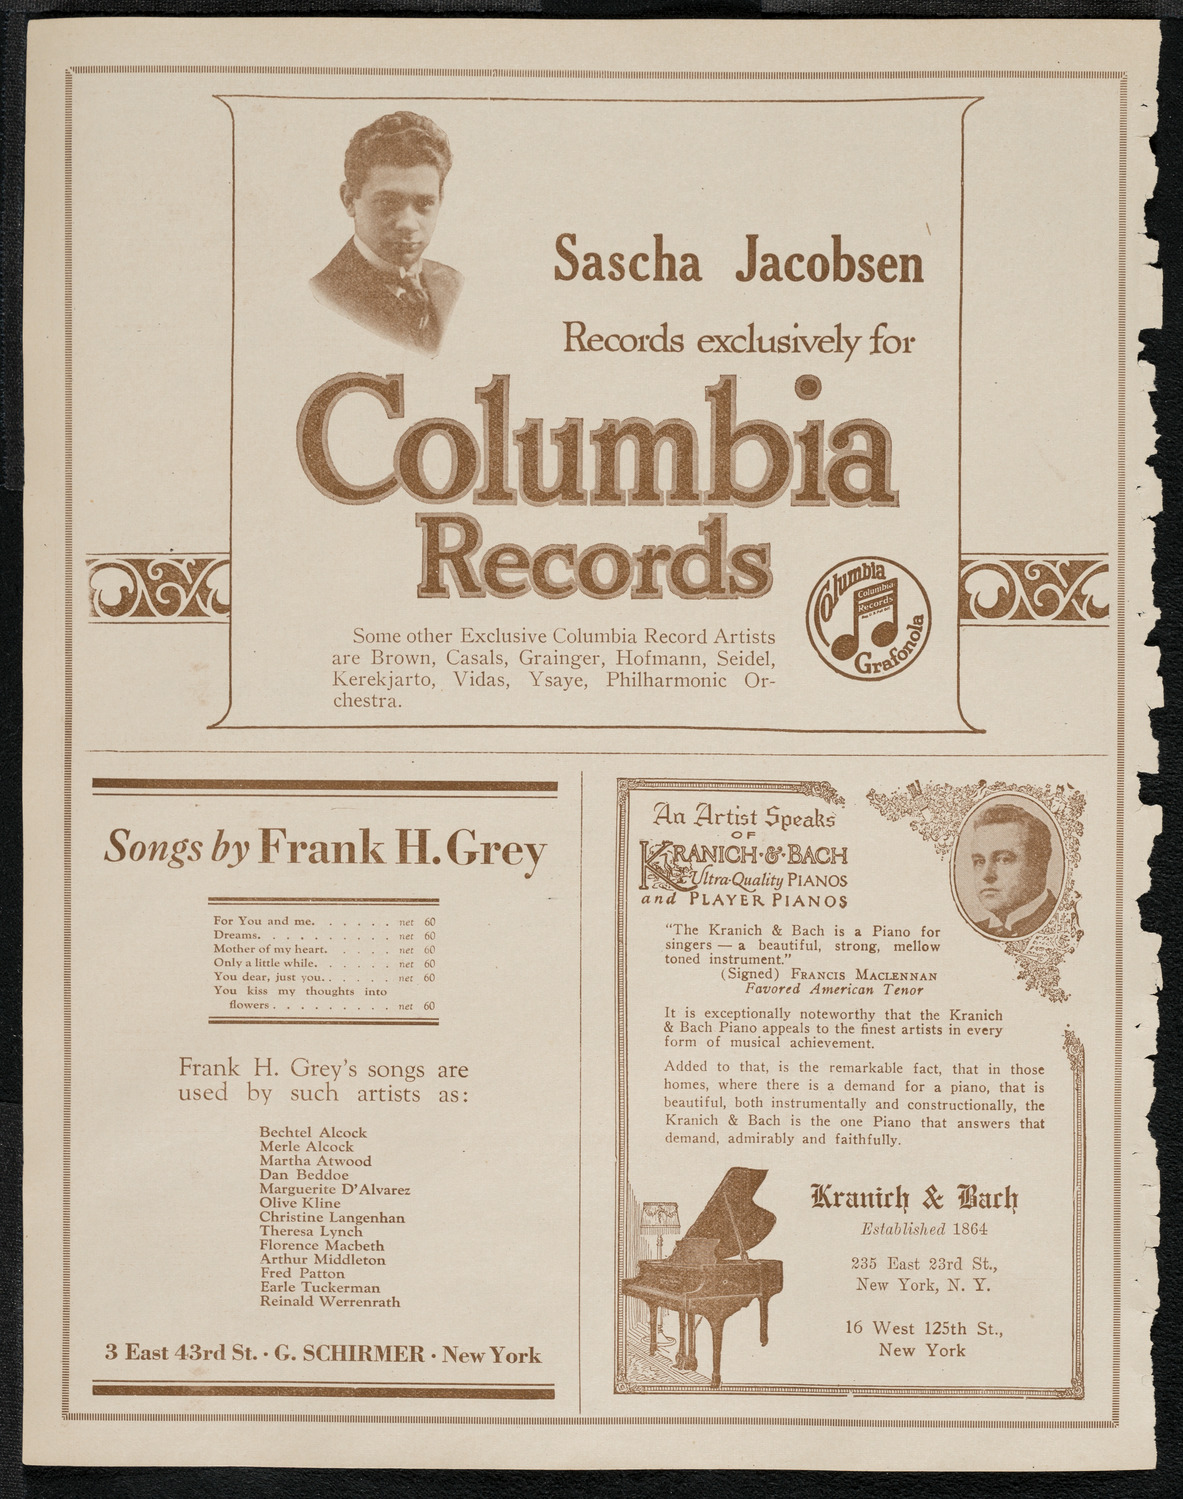 Sascha Jacobsen
Records exclusively for
Columbia
Records
Columbia
Columbia
Records
Grafonola
Some other Exclusive Columbia Record Artists
are Brown, Casals, Grainger, Hofmann, Seidel,
Kerekjarto, Vidas, Ysaye, Philharmonic Or-
chestra.
Songs by Frank H. Grey
For You and me. . . . . . net 60
Dreams. . . . . . . . . . net 60
Mother of my heart. . . . . net 60
Only a little while. . . . . . net 60
You dear, just you. . . . . . net 60
You kiss my thoughts into
flowers . . . . . . . . . net 60
Frank H. Grey's songs are
used by such artists as:
Bechtel Alcock
Merle Alcock
Martha Atwood
Dan Beddoe
Marguerite D'Alvarez
Olive Kline
Christine Langenhan
Theresa Lynch
Florence Macbeth
Arthur Middleton
Fred Patton
Earle Tuckerman
Reinald Werrenrath
3 East 43rd St. · G. SCHIRMER · New York
An Artist Speaks
OF
KRANICH·&·BACH
Ultra-Quality PIANOS
and PLAYER PIANOS
"The Kranich & Bach is a Piano for
singers — a beautiful, strong, mellow
toned instrument."
(Signed) FRANCIS MACLENNAN
Favored American Tenor
It is exceptionally noteworthy that the Kranich
& Bach Piano appeals to the finest artists in every
form of musical achievement.
Added to that, is the remarkable fact, that in those
homes, where there is a demand for a piano, that is
beautiful, both instrumentally and constructionally, the
Kranich & Bach is the one Piano that answers that
demand, admirably and faithfully.
Kranich & Bach
Established 1864
235 East 23rd St.,
New York, N. Y.
16 West 125th St.,
New York